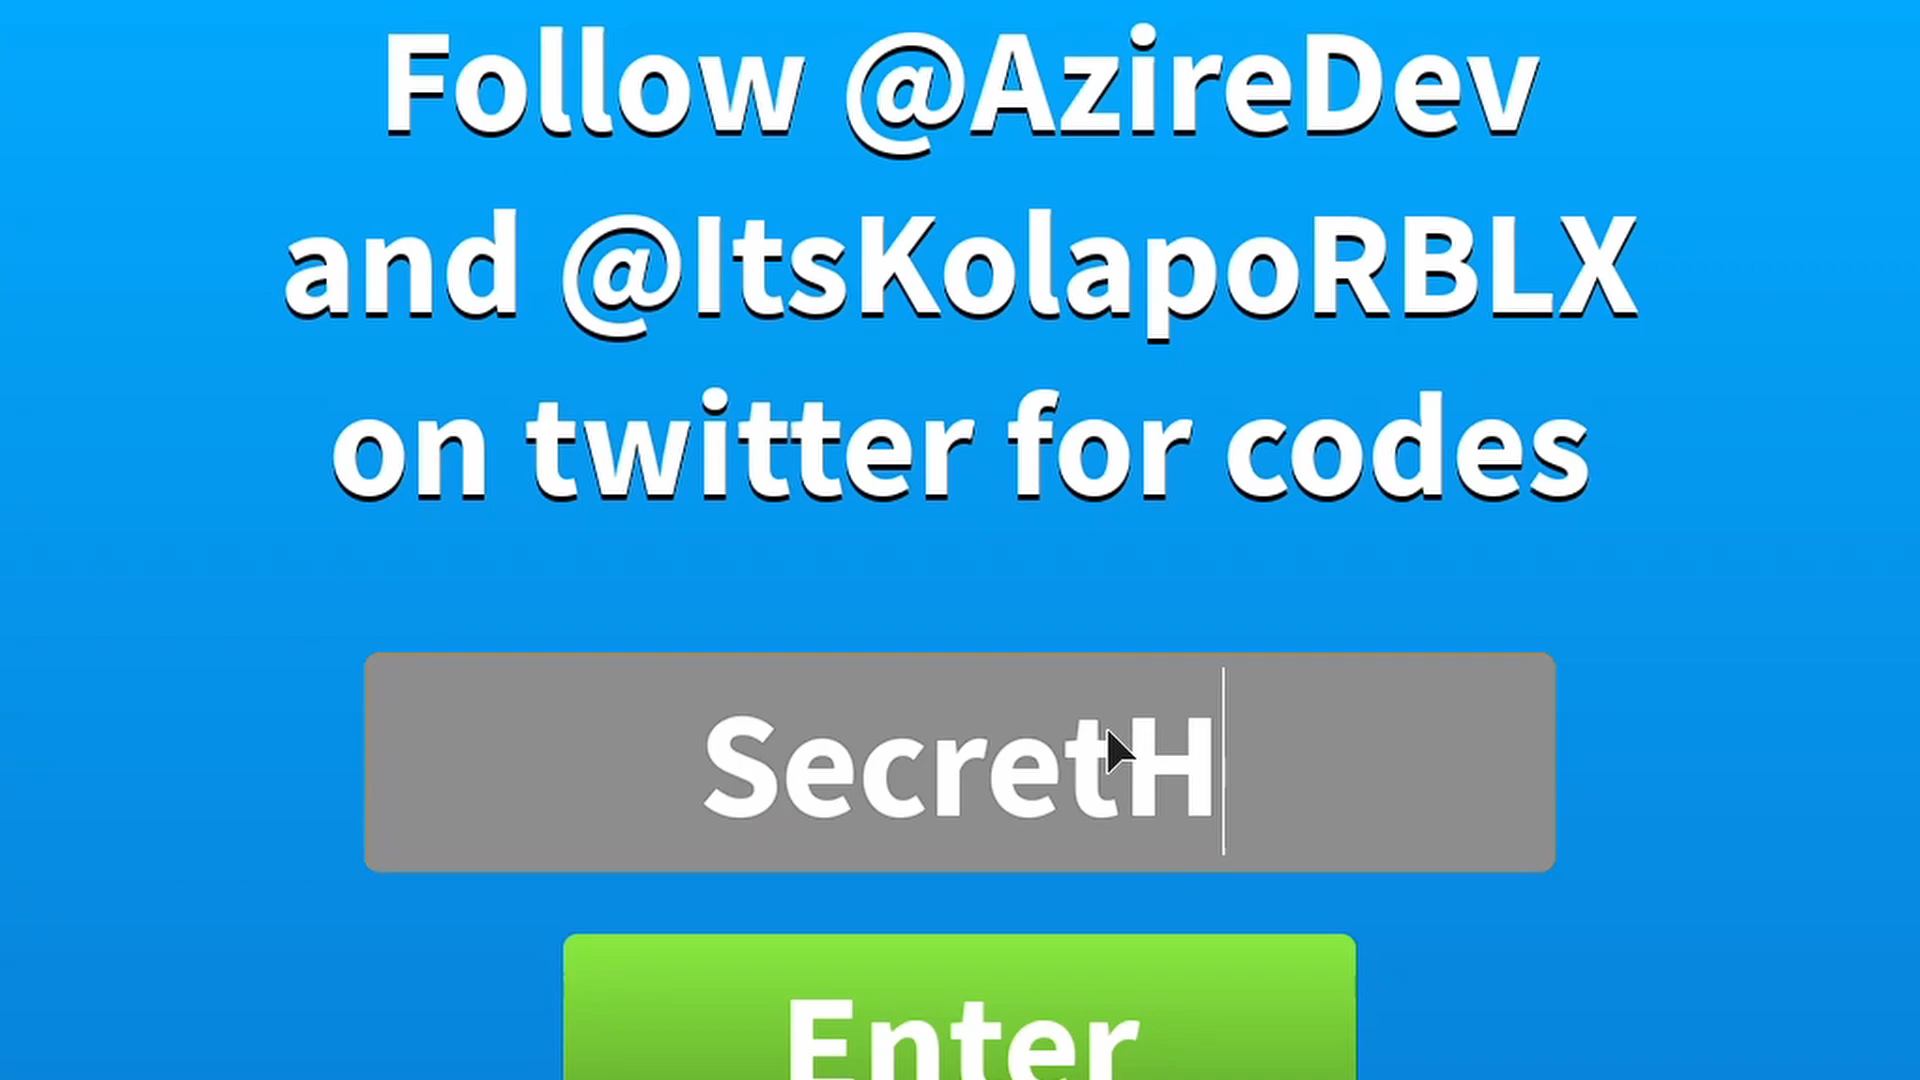 Follow @AzireDev
and @ItsKolapoRBLX
on twitter for codes
SecretH
Enter